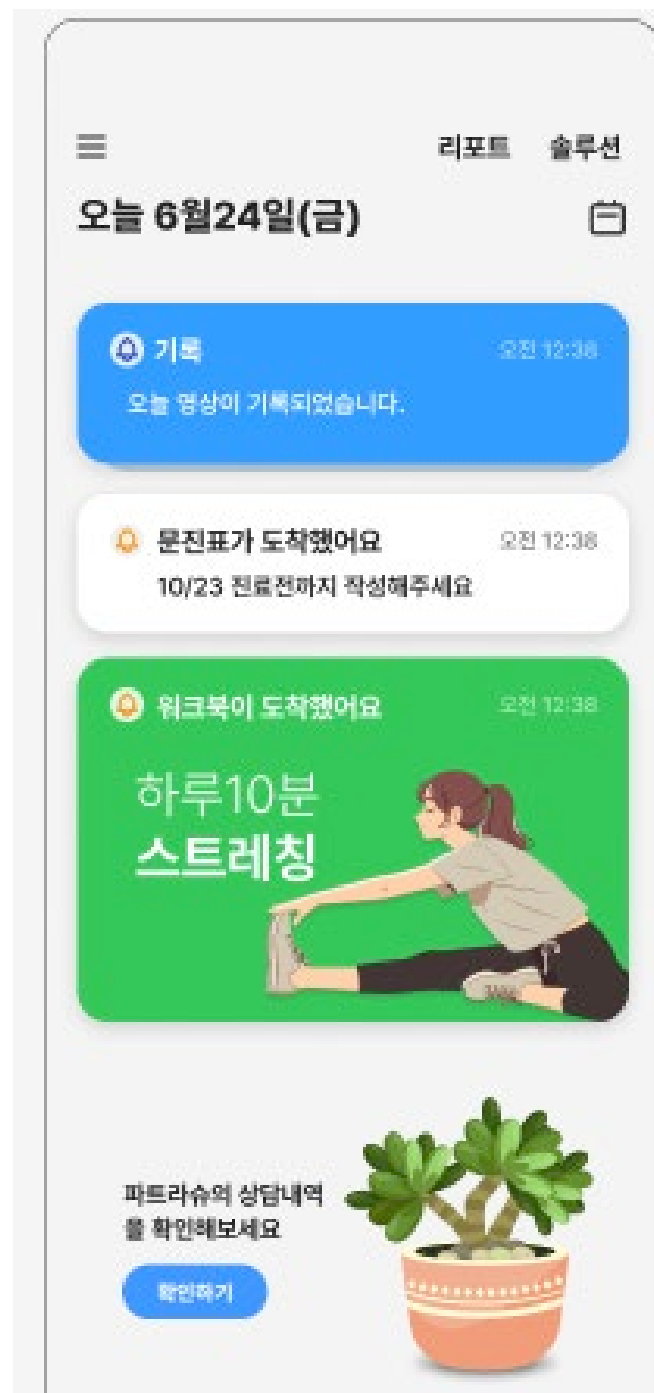 리포트 솔루션
오늘 6월24일(금)
기록 오전 12:38
오늘 영상이 기록되었습니다.
문진표가 도착했어요 오전 12:38
10/23 진료전까지 작성해주세요
워크북이 도착했어요 오전 12:38
하루10분
스트레칭
파트라슈의 상담내역
을 확인해보세요
확인하기